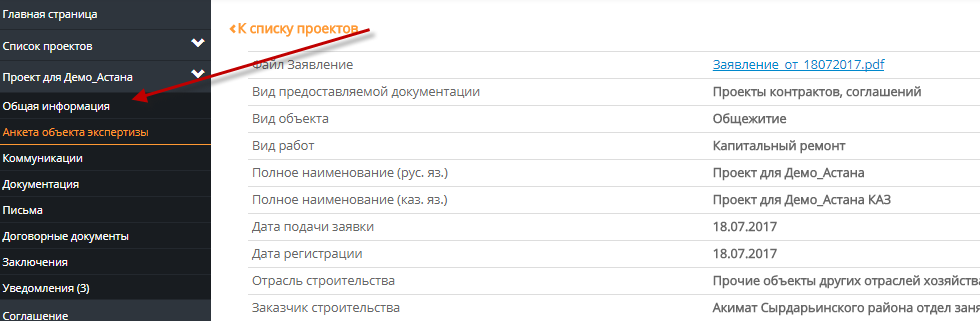 Главная страница
Список проектов
Проект для Демо_Астана
Общая информация
Анкета объекта экспертизы
Коммуникации
Документация
Письма
Договорные документы
Заключения
Уведомления (3)
Соглашение
К списку проектов
Файл Заявление Заявление_от_18072017.pdf
Вид предоставляемой документации Проекты контрактов, соглашений
Вид объекта Общежитие
Вид работ Капитальный ремонт
Полное наименование (рус. яз.) Проект для Демо_Астана
Полное наименование (каз. яз.) Проект для Демо_Астана КАЗ
Дата подачи заявки 18.07.2017
Дата регистрации 18.07.2017
Отрасль строительства Прочие объекты других отраслей хозяйства
Заказчик строительства Акимат Сырдарьинского района отдел заня